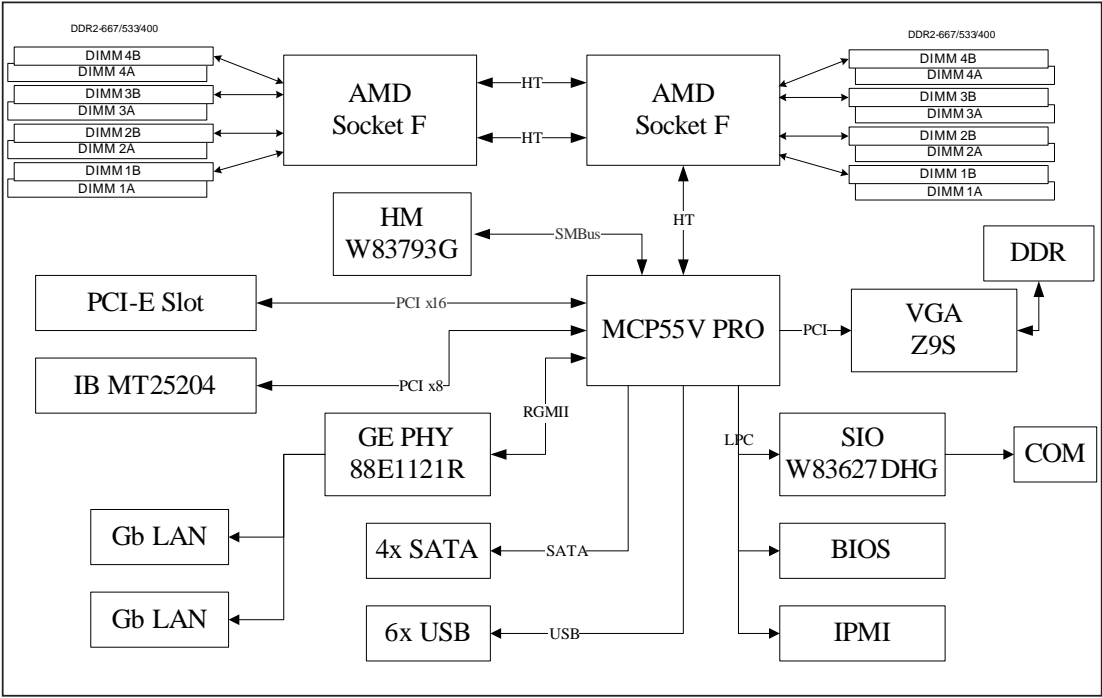 DDR2-667/533/400
DIMM 4B
DIMM 4A
DIMM 3B
DIMM 3A
DIMM 2B
DIMM 2A
DIMM 1B
DIMM 1A
AMD
Socket F
HT
HT
AMD
Socket F
DDR2-667/533/400
DIMM 4B
DIMM 4A
DIMM 3B
DIMM 3A
DIMM 2B
DIMM 2A
DIMM 1B
DIMM 1A
HM
W83793G
SMBus
HT
DDR
PCI-E Slot
PCI x16
MCP55V PRO
PCI
VGA
Z9S
IB MT25204
PCI x8
RGMII
GE PHY
88E1121R
LPC
SIO
W83627DHG
COM
Gb LAN
4x SATA
SATA
BIOS
Gb LAN
6x USB
USB
IPMI